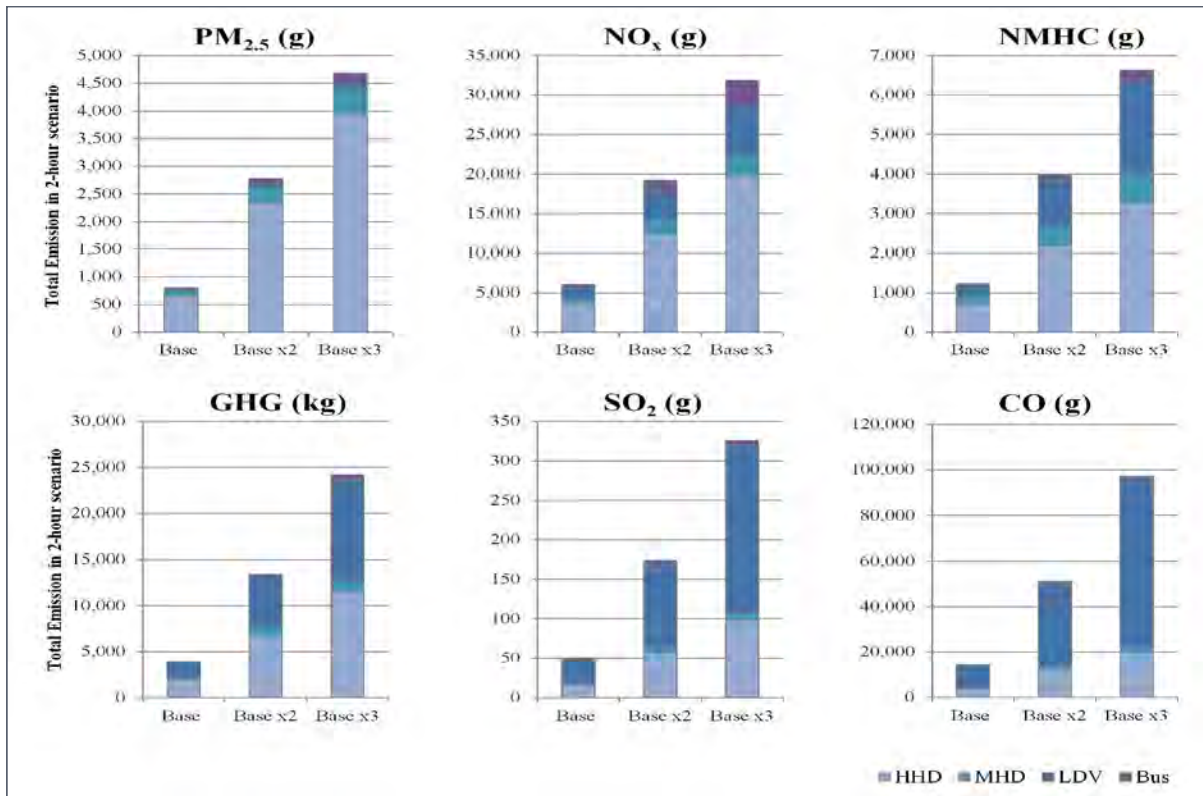 PM2.5 (g)
Total Emission in 2-hour scenario
5,000
4,500
4,000
3,500
3,000
2,500
2,000
1,500
1,000
500
0
Base
Base x2
Base x3
NOx (g)
35,000
30,000
25,000
20,000
15,000
10,000
5,000
0
Base
Base x2
Base x3
NMHC (g)
7,000
6,000
5,000
4,000
3,000
2,000
1,000
0
Base
Base x2
Base x3
GHG (kg)
Total Emission in 2-hour scenario
30,000
25,000
20,000
15,000
10,000
5,000
0
Base
Base x2
Base x3
SO2 (g)
350
300
250
200
150
100
50
0
Base
Base x2
Base x3
CO (g)
120,000
100,000
80,000
60,000
40,000
20,000
0
Base
Base x2
Base x3
HHD MHD LDV Bus